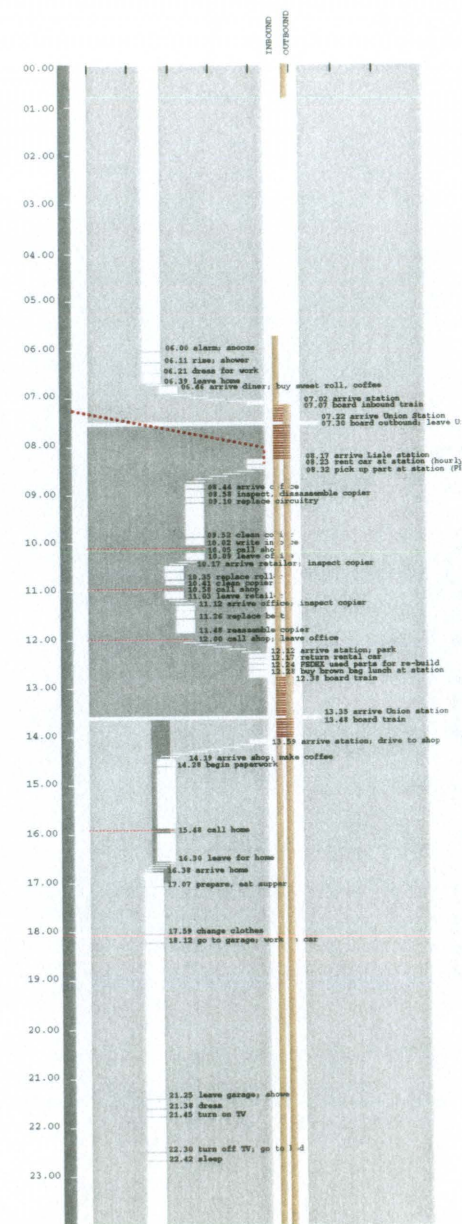 INBOUND
OUTBOUND
00.00
01.00
02.00
03.00
04.00
05.00
06.00
06.00 alarm; snooze
06.11 rise; shower
06.21 dress for work
06.39 leave home
06.44 arrive diner; buy sweet roll, coffee
07.00
07.02 arrive station
07.07 board inbound train
07.22 arrive Union Station
07.30 board outbound; leave U
08.00
08.17 arrive Lisle station
08.23 rent car at station (hourly
08.32 pick up part at station
09.00
08.44 arrive office
08.58 inspect, disassemble copier
09.10 replace circuitry
09.52 clean copier
10.00
10.02 write invoice
10.05 call shop
10.09 leave office
10.17 arrive retailer; inspect copier
10.35 replace roller
10.41 clean copier
11.00
10.58 call shop
11.03 leave retailer
11.12 arrive office; inspect copier
11.26 replace belt
11.48 reassemble copier
12.00
12.00 call shop; leave office
12.12 arrive station; park
12.17 return rental car
12.24 FEDEX used parts for re-build
12.28 buy brown bag lunch at station
12.38 board train
13.00
13.35 arrive Union station
13.48 board train
14.00
13.59 arrive station; drive to shop
14.19 arrive shop; make coffee
14.28 begin paperwork
15.00
15.48 call home
16.00
16.30 leave for home
16.38 arrive home
17.00
17.07 prepare, eat supper
17.59 change clothes
18.00
18.12 go to garage; work car
19.00
20.00
21.00
21.25 leave garage; showe
21.38 dress
21.45 turn on TV
22.00
22.30 turn off TV; go to bed
22.42 sleep
23.00